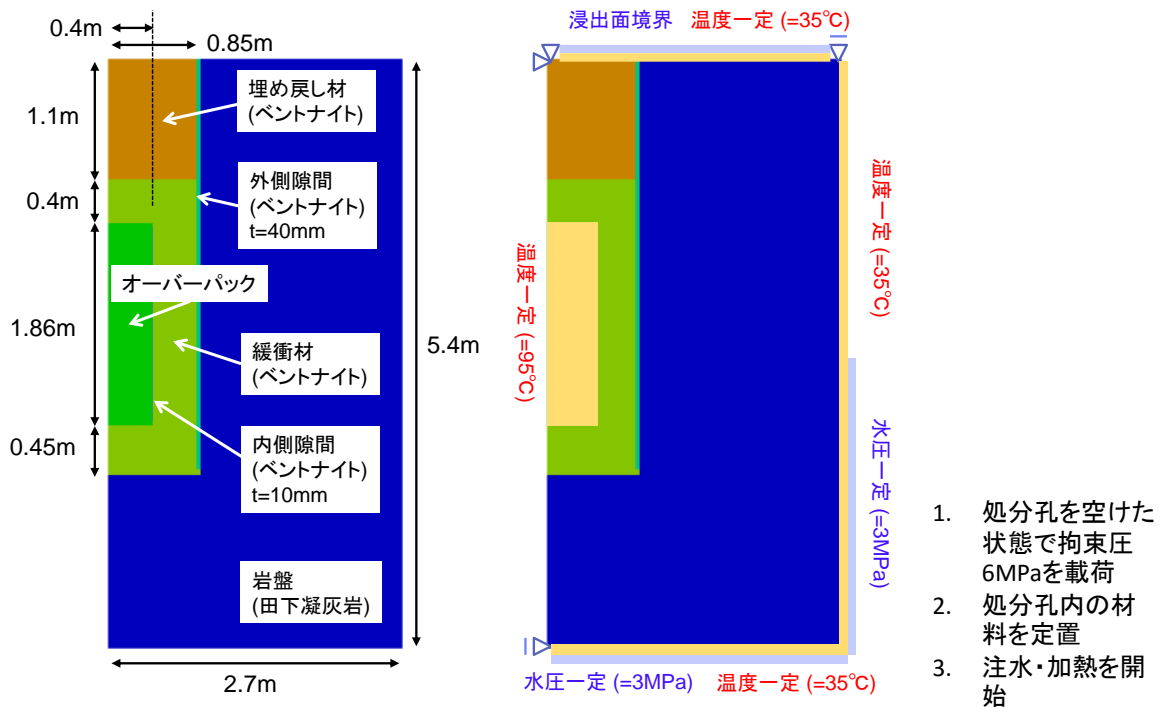 0.4m
0.85m
1.1m
0.4m
1.86m
0.45m
5.4m
2.7m
埋め戻し材
(ベントナイト)
外側隙間
(ベントナイト)
t=40mm
オーバーパック
緩衝材
(ベントナイト)
内側隙間
(ベントナイト)
t=10mm
岩盤
(田下凝灰岩)
浸出面境界 温度一定 (=35℃)
温度一定 (=95℃)
温度一定 (=35℃)
水圧一定 (=3MPa)
水圧一定 (=3MPa) 温度一定 (=35℃)
1. 処分孔を空けた
状態で拘束圧
6MPaを載荷
2. 処分孔内の材
料を定置
3. 注水・加熱を開
始